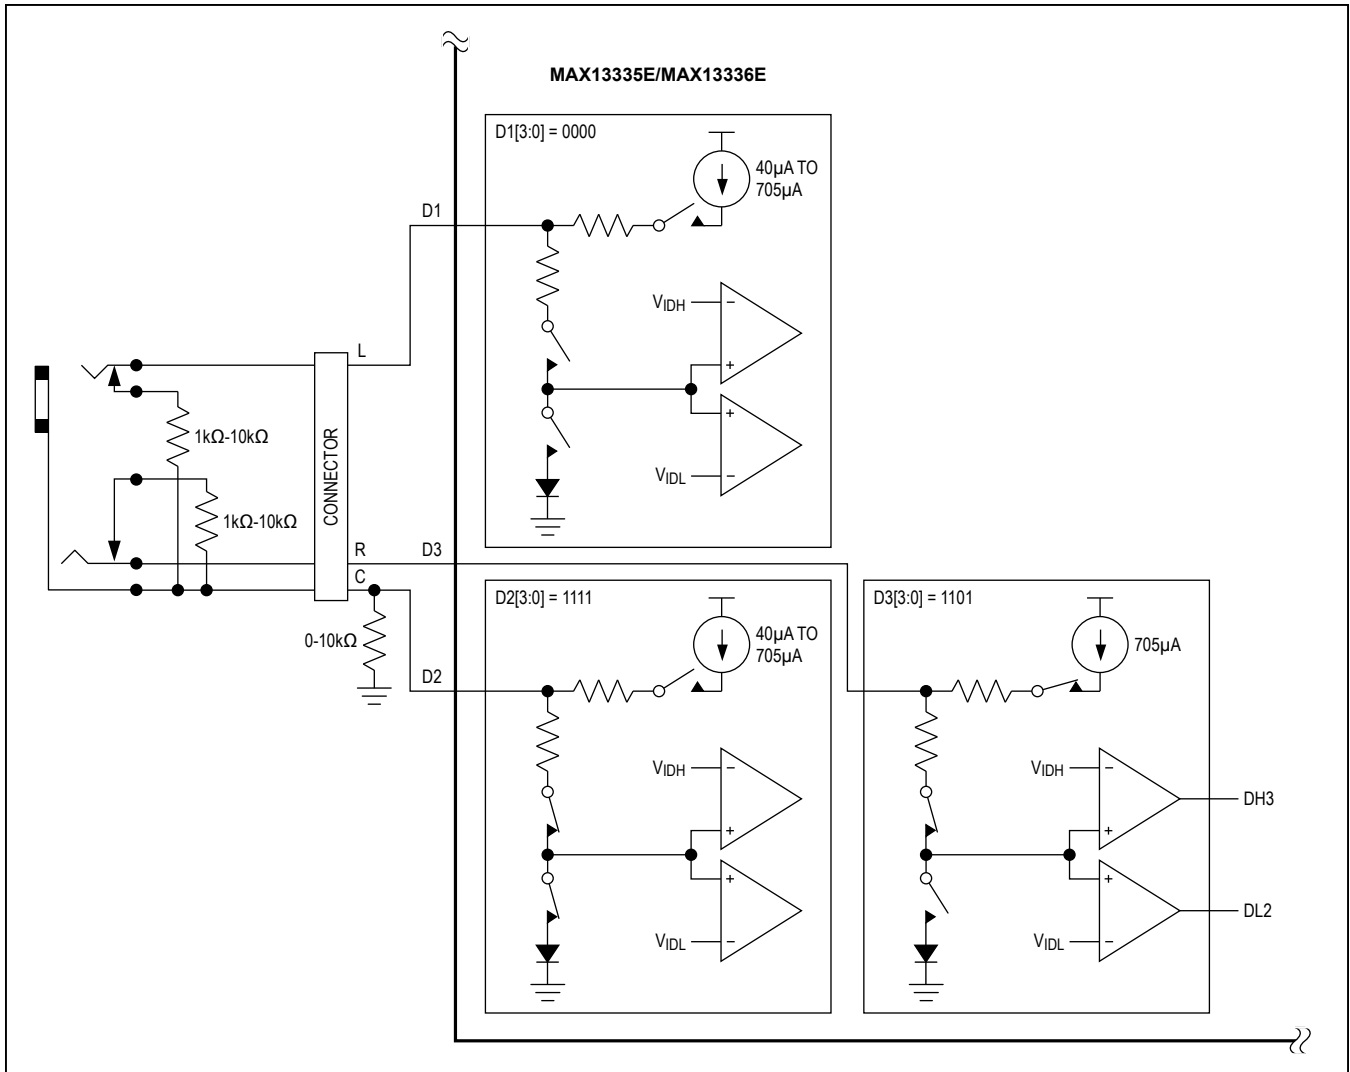 MAX13335E/MAX13336E
D1[3:0] = 0000
40µA TO
705µA
D1
VIDH
−
+
+
VIDL
−
L
1kΩ-10kΩ
CONNECTOR
1kΩ-10kΩ
R
D3
C
0-10kΩ
D2
D2[3:0] = 1111
40µA TO
705µA
VIDH
−
+
+
VIDL
−
D3[3:0] = 1101
705µA
VIDH
−
DH3
+
+
DL2
VIDL
−